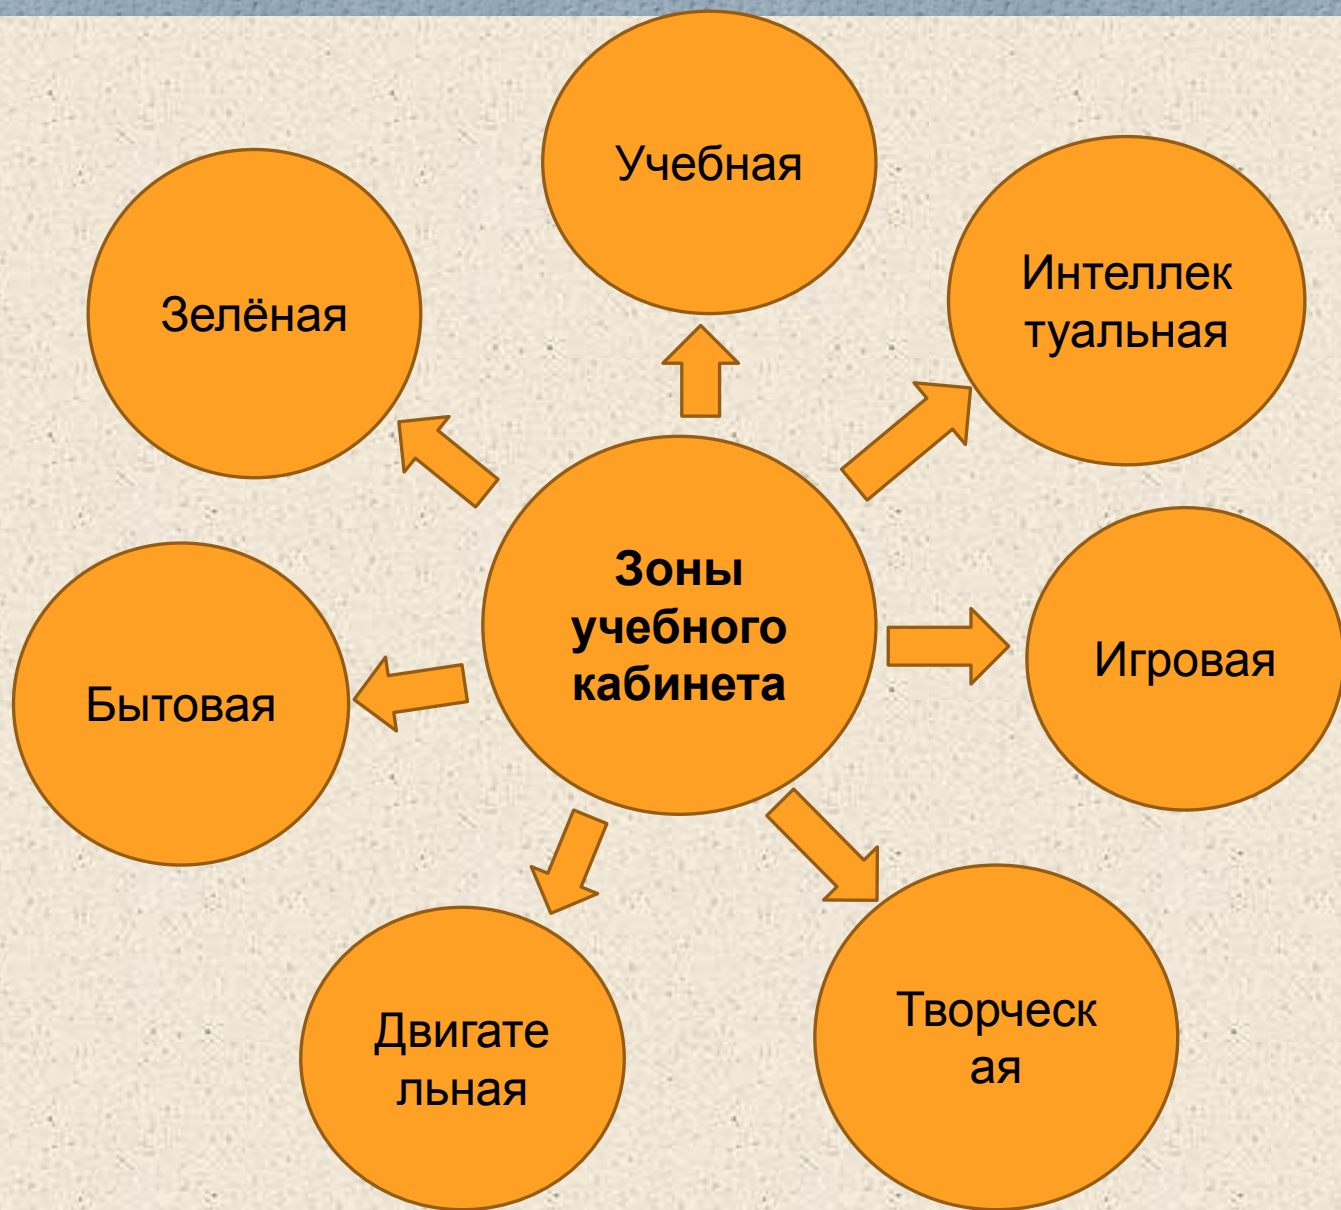 Учебная
Интеллек
туальная
Зелёная
Зоны
учебного
кабинета
Игровая
Бытовая
Творческ
ая
Двигате
льная